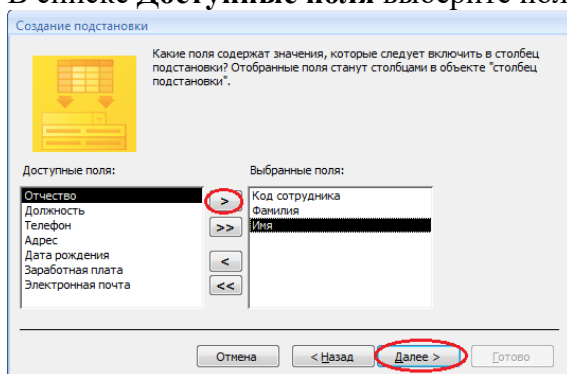 В списке Доступные поля выберите пол
Создание подстановки
Какие поля содержат значения, которые следует включить в столбец
подстановки? Отобранные поля станут столбцами в объекте "столбец
подстановки".
Доступные поля: Выбранные поля:
Отчество > Код сотрудника
Должность Фамилия
Телефон >> Имя
Адрес
Дата рождения <
Заработная плата
Электронная почта <<
Отмена < Назад Далее > Готово